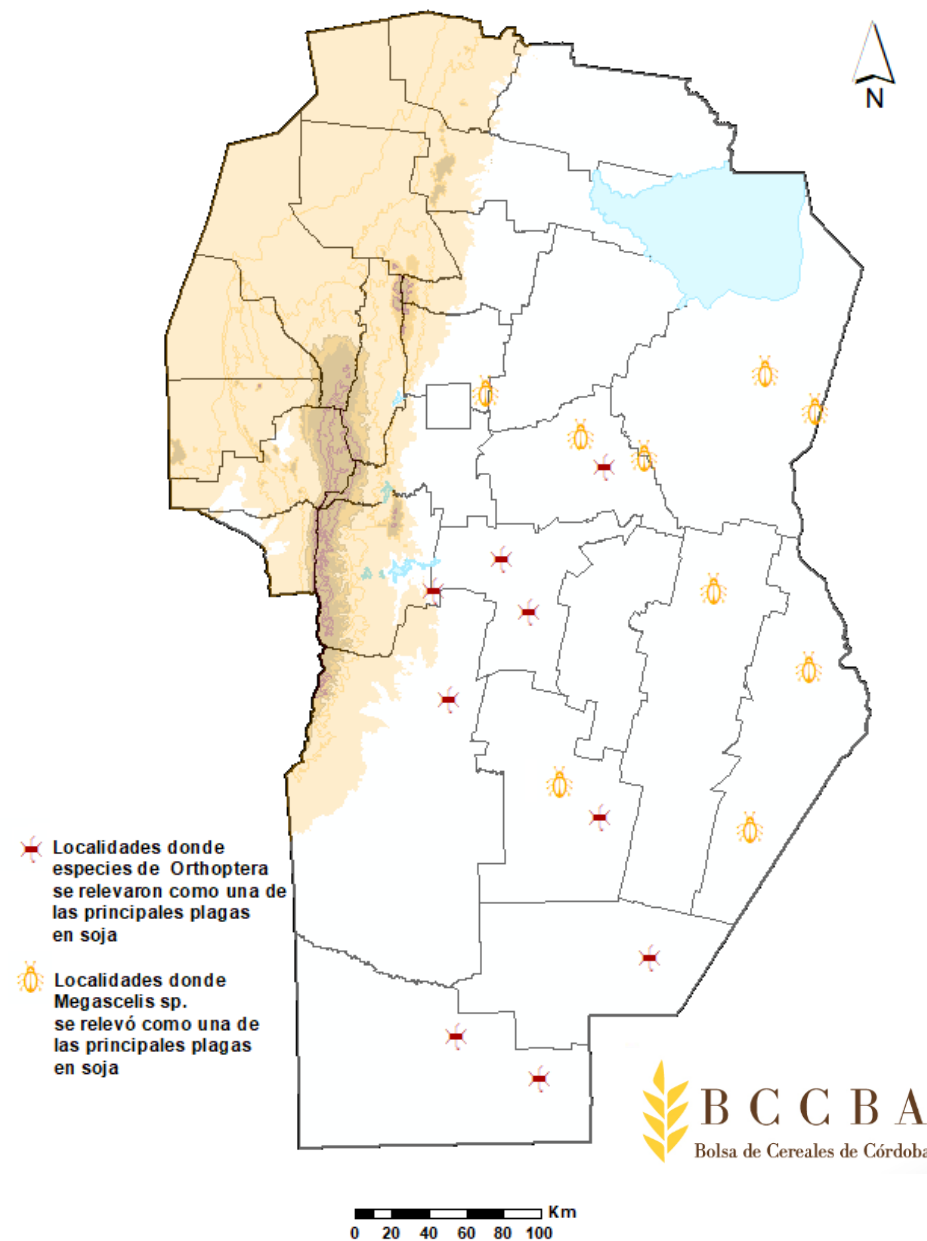 N
Localidades donde
especies de Orthoptera
se relevaron como una de
las principales plagas
en soja
Localidades donde
Megascelis sp.
se relevó como una de
las principales plagas
en soja
B C C B A
Bolsa de Cereales de Córdoba
Km
0 20 40 60 80 100